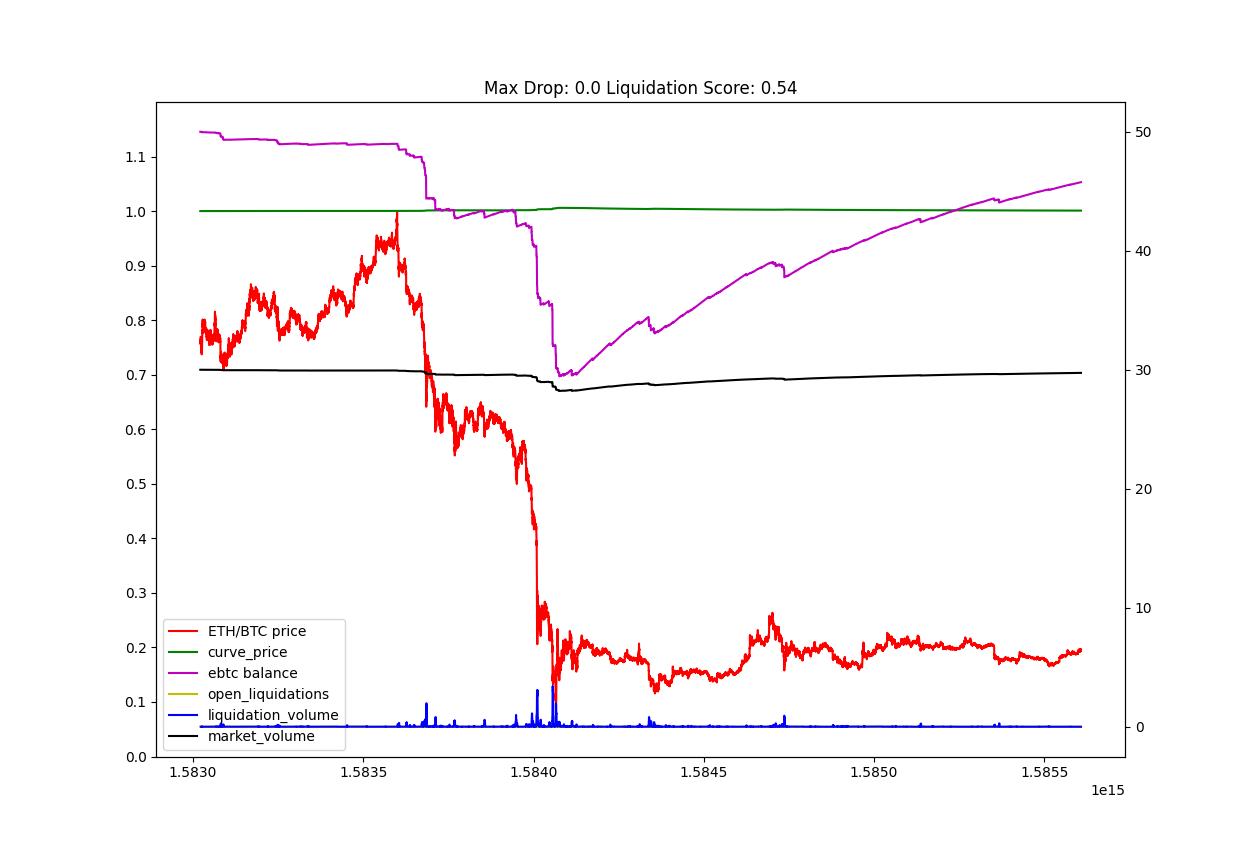 Max Drop: 0.0 Liquidation Score: 0.54
1.1
1.0
0.9
0.8
0.7
0.6
0.5
0.4
0.3
0.2
0.1
0.0
50
40
30
20
10
0
ETH/BTC price
curve_price
ebtc balance
open_liquidations
liquidation_volume
market_volume
1.5830 1.5835 1.5840 1.5845 1.5850 1.5855
1e15